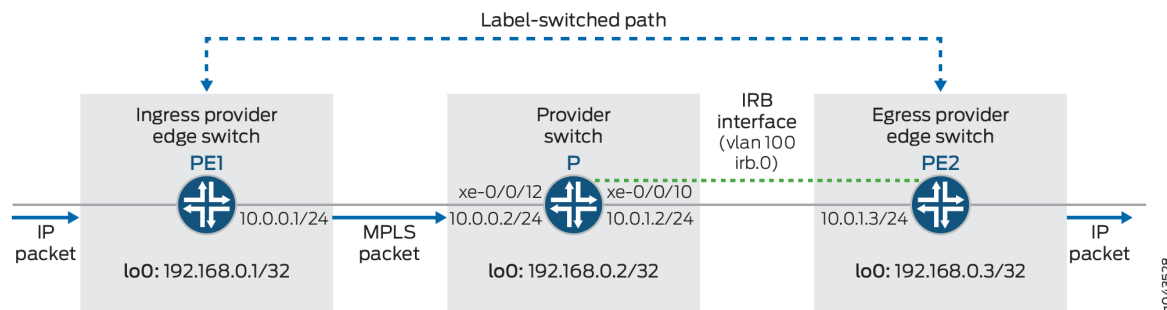 Label-switched path
Ingress provider
edge switch
PE1
10.0.0.1/24
lo0: 192.168.0.1/32
IP
packet
MPLS
packet
Provider
switch
P
xe-0/0/12
xe-0/0/10
10.0.0.2/24
10.0.1.2/24
lo0: 192.168.0.2/32
IRB
interface
(vlan 100
irb.0)
Egress provider
edge switch
PE2
10.0.1.3/24
lo0: 192.168.0.3/32
IP
packet